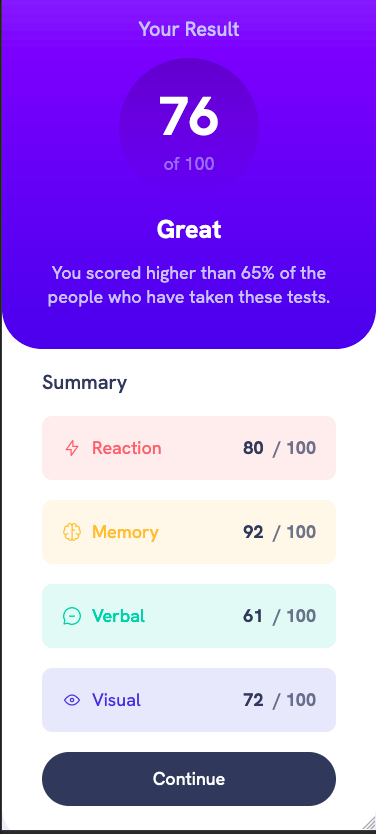 Your Result
76
of 100
Great
You scored higher than 65% of the
people who have taken these tests.
Summary
Reaction 80 / 100
Memory 92 / 100
Verbal 61 / 100
Visual 72 / 100
Continue